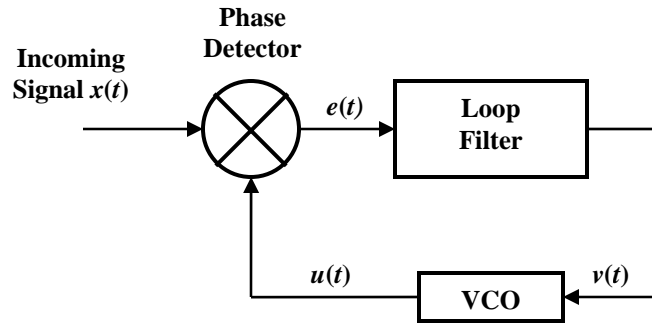 Phase
Detector
Incoming
Signal x(t)
e(t)
Loop
Filter
u(t)
VCO
v(t)